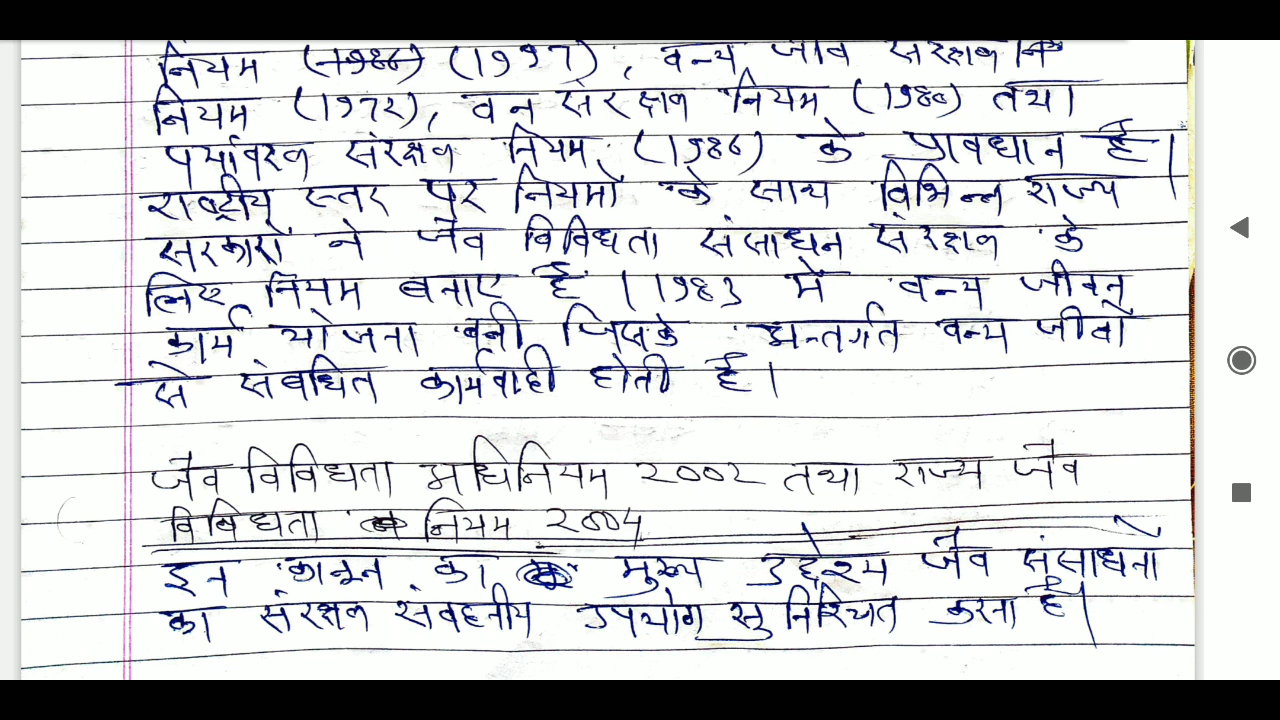 नियम (1986) (1997), वन्य जीव संरक्षण नि
नियम (1972), वन संरक्षण नियम (1980) तथा
पर्यावरण संरक्षण नियम (1986) के प्रावधान है।
राष्ट्रीय स्तर पर नियमों के साथ विभिन्न राज्य
सरकारों ने जैव विविधता संसाधन संरक्षण के
लिए नियम बनाए है। 1983 में वन्य जीवन
कार्य योजना बनी जिसके अन्तर्गत वन्य जीवों
से संबधित कार्यवाही होती है।
जैव विविधता अधिनियम 2002 तथा राज्य जैव
विविधता नियम 2004
इन कानून का मुख्य उद्देश्य जैव संसाधनों
का संरक्षण संवहनीय उपयोग सुनिश्चित करना है।